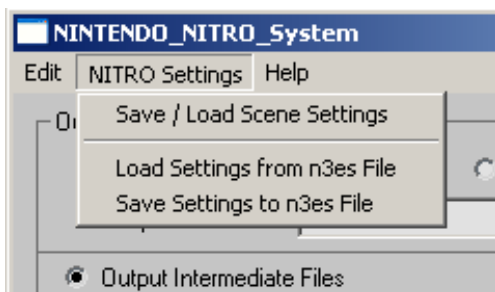 NINTENDO_NITRO_System
Edit NITRO Settings Help
Save / Load Scene Settings
Load Settings from n3es File
Save Settings to n3es File
Output Intermediate Files